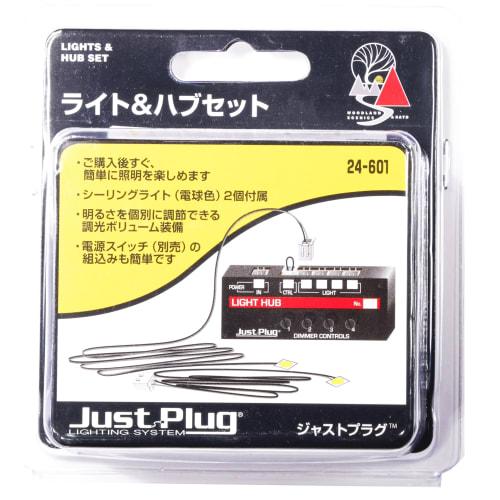 LIGHTS &
HUB SET
ライト&ハブセット
WOODLAND
SCENICS
& KATO
24-601
・ご購入後すぐ、
簡単に照明を楽しめます
・シーリングライト（電球色）2個付属
・明るさを個別に調節できる
調光ボリューム装備
・電源スイッチ（別売）の
組込みも簡単です
POWER IN CTRL LIGHT
LIGHT HUB No.
Just Plug
DIMMER CONTROLS
Just Plug®
LIGHTING SYSTEM
ジャストプラグ™